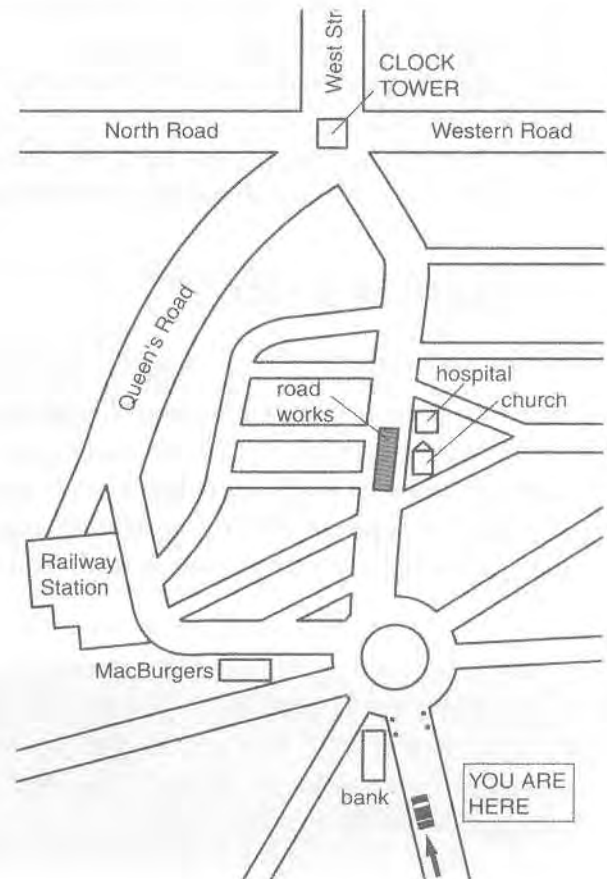 West Str
CLOCK
TOWER
North Road
Western Road
Queen's Road
hospital
road
works
church
Railway
Station
MacBurgers
YOU ARE
HERE
bank